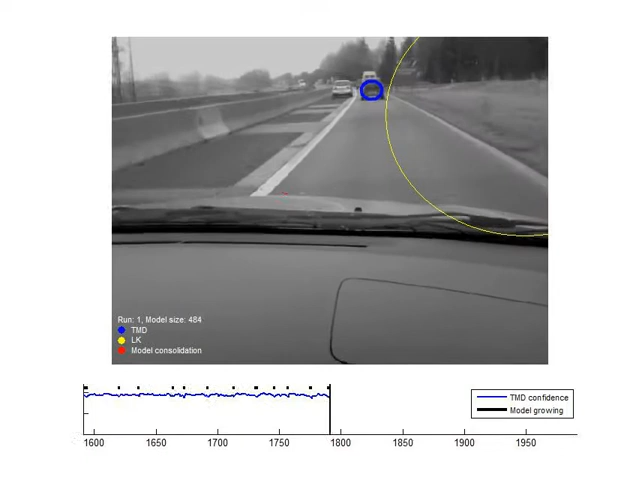 Run: 1, Model size: 484
TMD
LK
Model consolidation
TMD confidence
Model growing
1600 1650 1700 1750 1800 1850 1900 1950